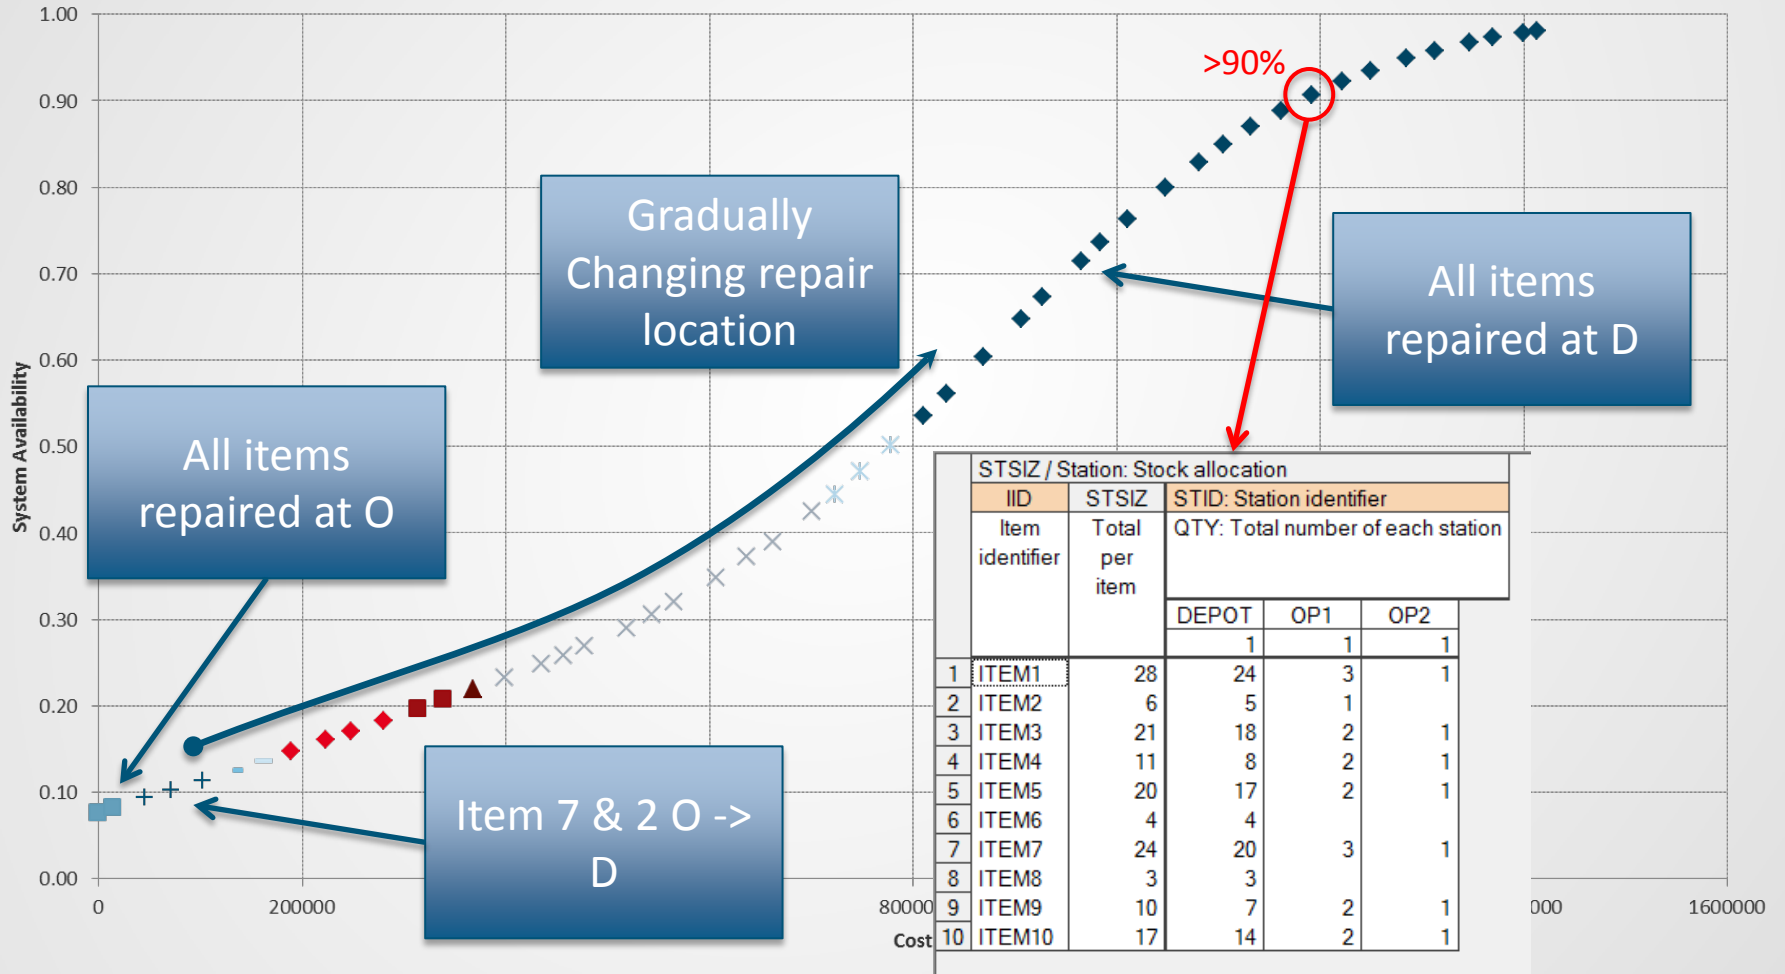 1.00
0.90
0.80
0.70
0.60
0.50
0.40
0.30
0.20
0.10
0.00
System Availability
0
200000
80000
000
1600000
Cost
>90%
Gradually
Changing repair
location
All items
repaired at D
All items
repaired at O
Item 7 & 2 O ->
D
STSIZ / Station: Stock allocation
IID STSIZ STID: Station identifier
Item Total QTY: Total number of each station
identifier per
item
DEPOT OP1 OP2
1 1 1
1 ITEM1 28 24 3 1
2 ITEM2 6 5 1
3 ITEM3 21 18 2 1
4 ITEM4 11 8 2 1
5 ITEM5 20 17 2 1
6 ITEM6 4 4
7 ITEM7 24 20 3 1
8 ITEM8 3 3
9 ITEM9 10 7 2 1
10 ITEM10 17 14 2 1